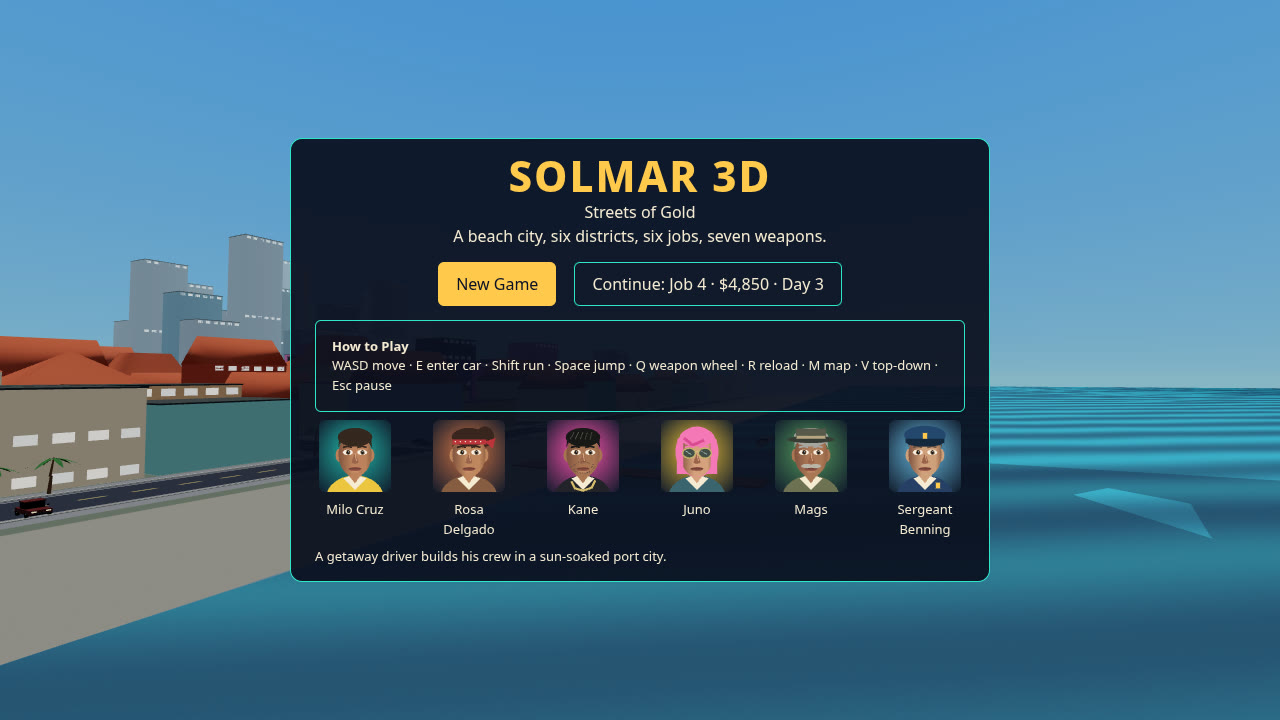 SOLMAR 3D
Streets of Gold
A beach city, six districts, six jobs, seven weapons.
New Game
Continue: Job 4 · $4,850 · Day 3
How to Play
WASD move · E enter car · Shift run · Space jump · Q weapon wheel · R reload · M map · V top-down ·
Esc pause
Milo Cruz
Rosa
Delgado
Kane
Juno
Mags
Sergeant
Benning
A getaway driver builds his crew in a sun-soaked port city.